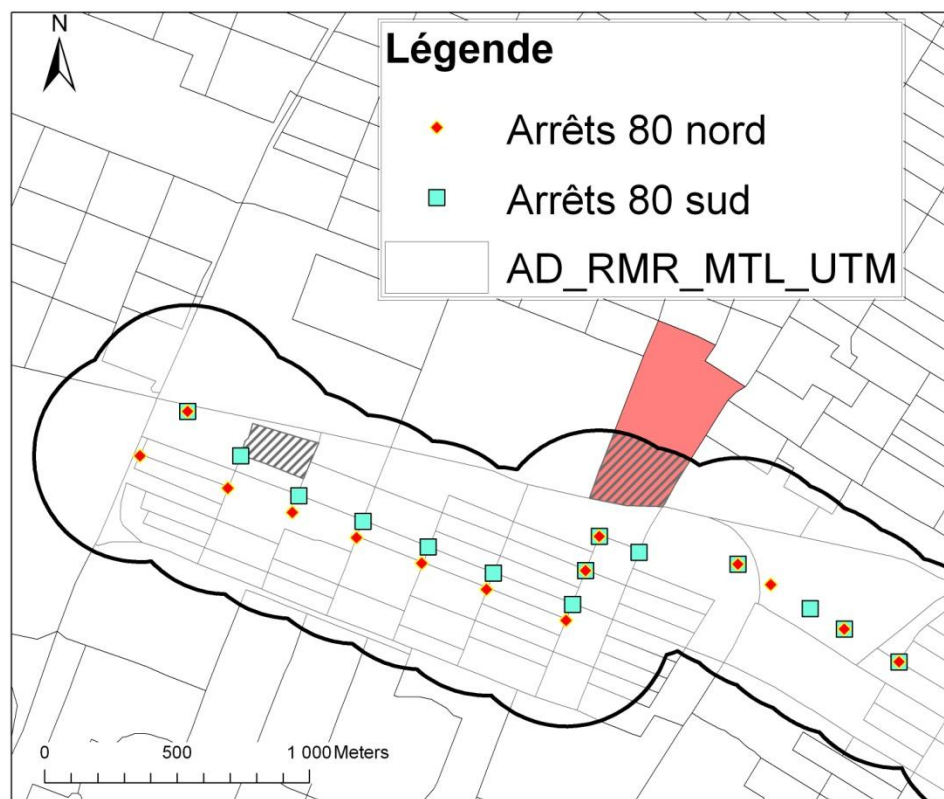 N
Légende
Arrêts 80 nord
Arrêts 80 sud
AD_RMR_MTL_UTM
0 500 1 000 Meters